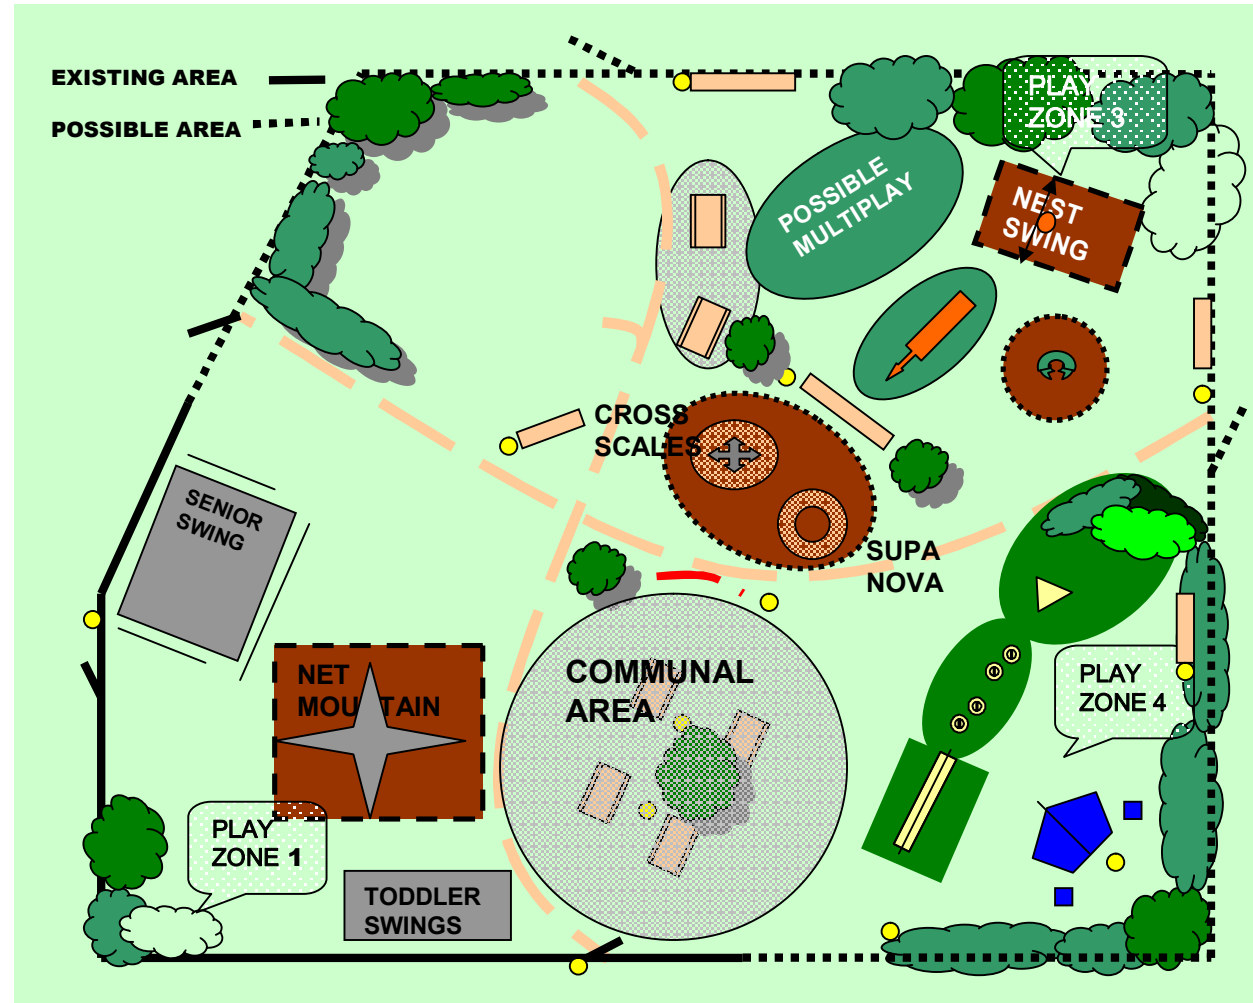 EXISTING AREA
POSSIBLE AREA
PLAY
ZONE 3
POSSIBLE
MULTIPLAY
NEST
SWING
CROSS
SCALES
SENIOR
SWING
SUPA
NOVA
NET
MOUNTAIN
COMMUNAL
AREA
PLAY
ZONE 4
PLAY
ZONE 1
TODDLER
SWINGS